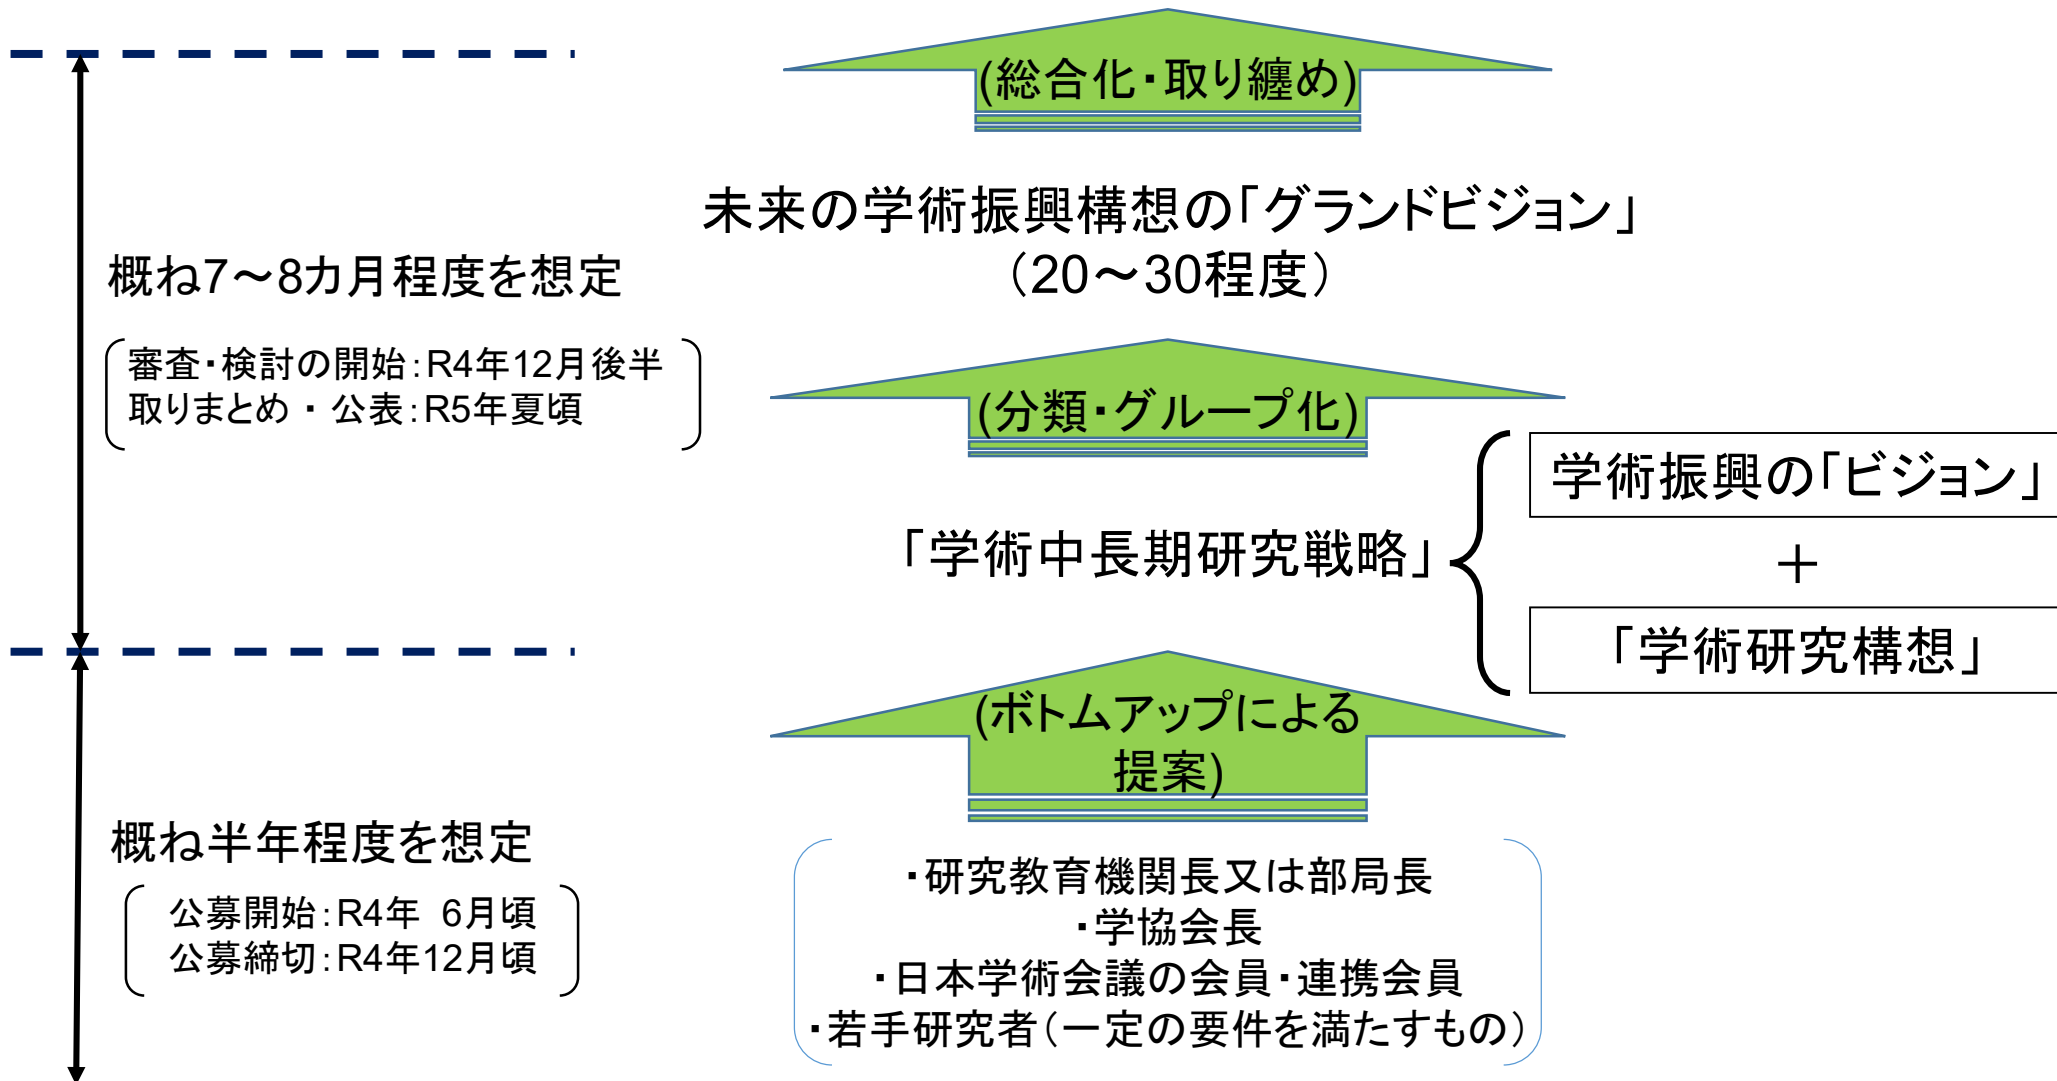 (総合化・取り纏め)
未来の学術振興構想の「グランドビジョン」
（20～30程度）
概ね7～8カ月程度を想定
審査・検討の開始：R4年12月後半
取りまとめ ・ 公表：R5年夏頃
(分類・グループ化)
学術振興の「ビジョン」
「学術中長期研究戦略」
＋
「学術研究構想」
(ボトムアップによる
提案)
概ね半年程度を想定
公募開始：R4年 6月頃
公募締切：R4年12月頃
・研究教育機関長又は部局長
・学協会長
・日本学術会議の会員・連携会員
・若手研究者（一定の要件を満たすもの）